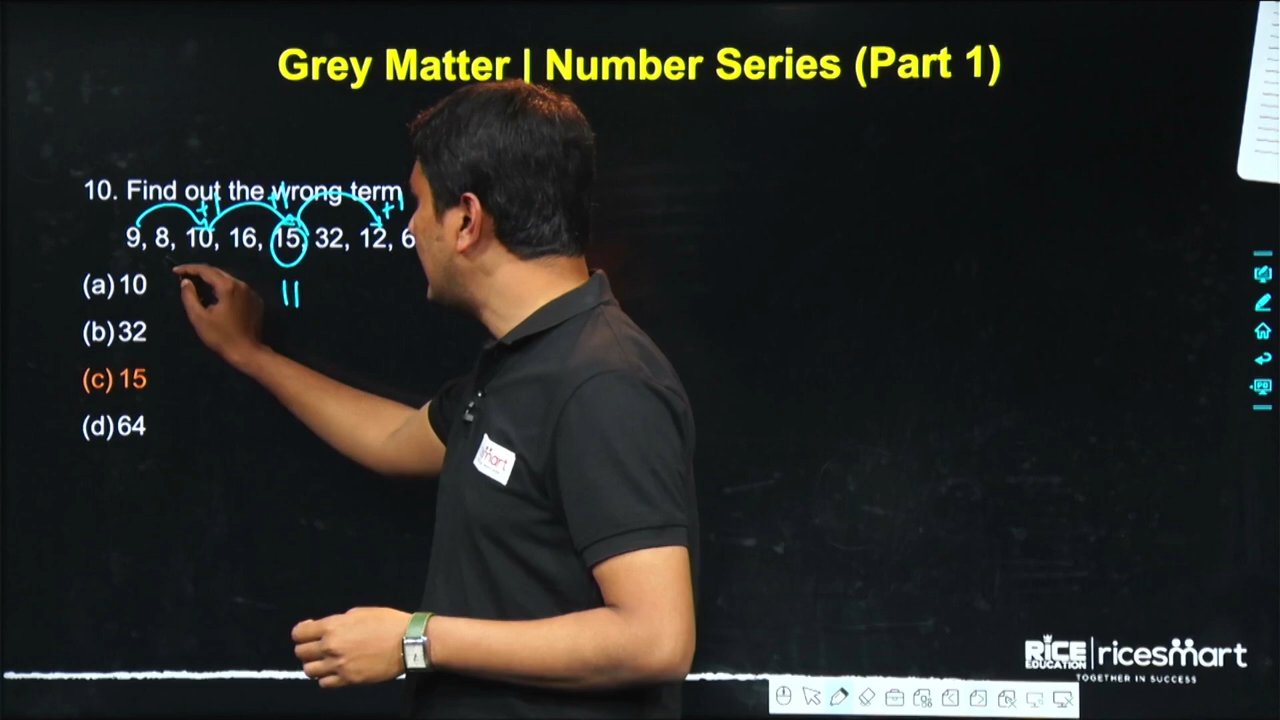 Grey Matter | Number Series (Part 1)
10. Find out the wrong term
+1 +1 +1
9, 8, 10, 16, 15, 32, 12, 6
11
(a) 10
(b) 32
(c) 15
(d) 64
RICE EDUCATION | ricesmart
TOGETHER IN SUCCESS